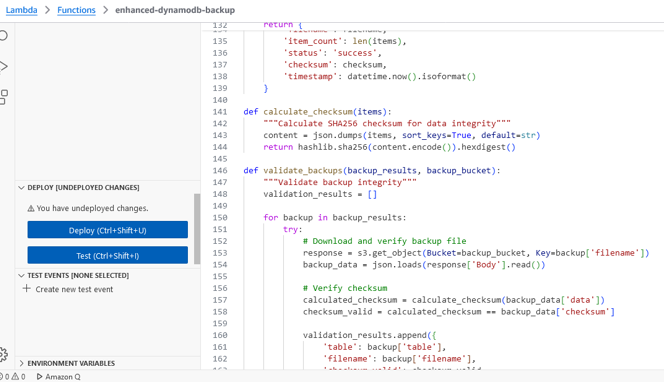 Lambda > Functions > enhanced-dynamodb-backup
DEPLOY [UNDEPLOYED CHANGES]
You have undeployed changes.
Deploy (Ctrl+Shift+U)
Test (Ctrl+Shift+I)
TEST EVENTS [NONE SELECTED]
+ Create new test event
ENVIRONMENT VARIABLES
0 0 Amazon Q
132 return {
135 'item_count': len(items),
136 'status': 'success',
137 'checksum': checksum,
138 'timestamp': datetime.now().isoformat()
139 }
140
141 def calculate_checksum(items):
142 """Calculate SHA256 checksum for data integrity"""
143 content = json.dumps(items, sort_keys=True, default=str)
144 return hashlib.sha256(content.encode()).hexdigest()
145
146 def validate_backups(backup_results, backup_bucket):
147 """Validate backup integrity"""
148 validation_results = []
149
150 for backup in backup_results:
151 try:
152 # Download and verify backup file
153 response = s3.get_object(Bucket=backup_bucket, Key=backup['filename'])
154 backup_data = json.loads(response['Body'].read())
155
156 # Verify checksum
157 calculated_checksum = calculate_checksum(backup_data['data'])
158 checksum_valid = calculated_checksum == backup_data['checksum']
159
160 validation_results.append({
161 'table': backup['table'],
162 'filename': backup['filename'],